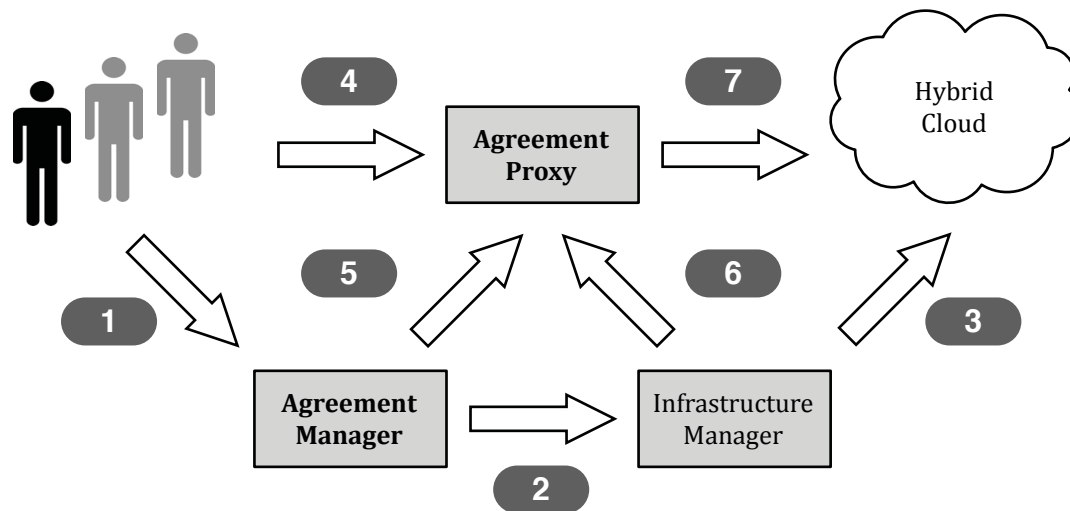 4
7
Hybrid
Cloud
Agreement
Proxy
5
6
1
3
Agreement
Manager
Infrastructure
Manager
2